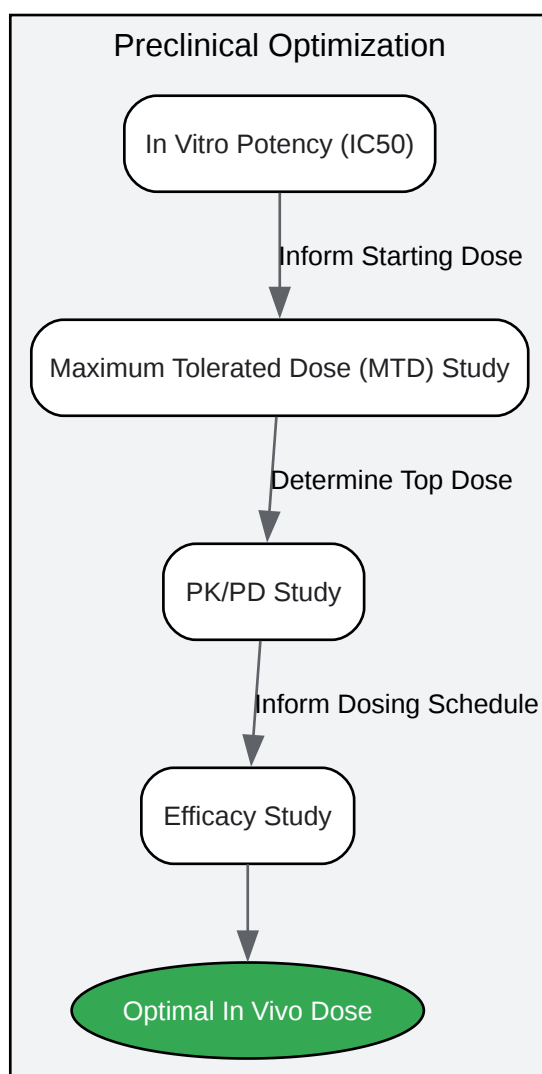 Preclinical Optimization
In Vitro Potency (IC50)
Inform Starting Dose
Maximum Tolerated Dose (MTD) Study
Determine Top Dose
PK/PD Study
Inform Dosing Schedule
Efficacy Study
Optimal In Vivo Dose